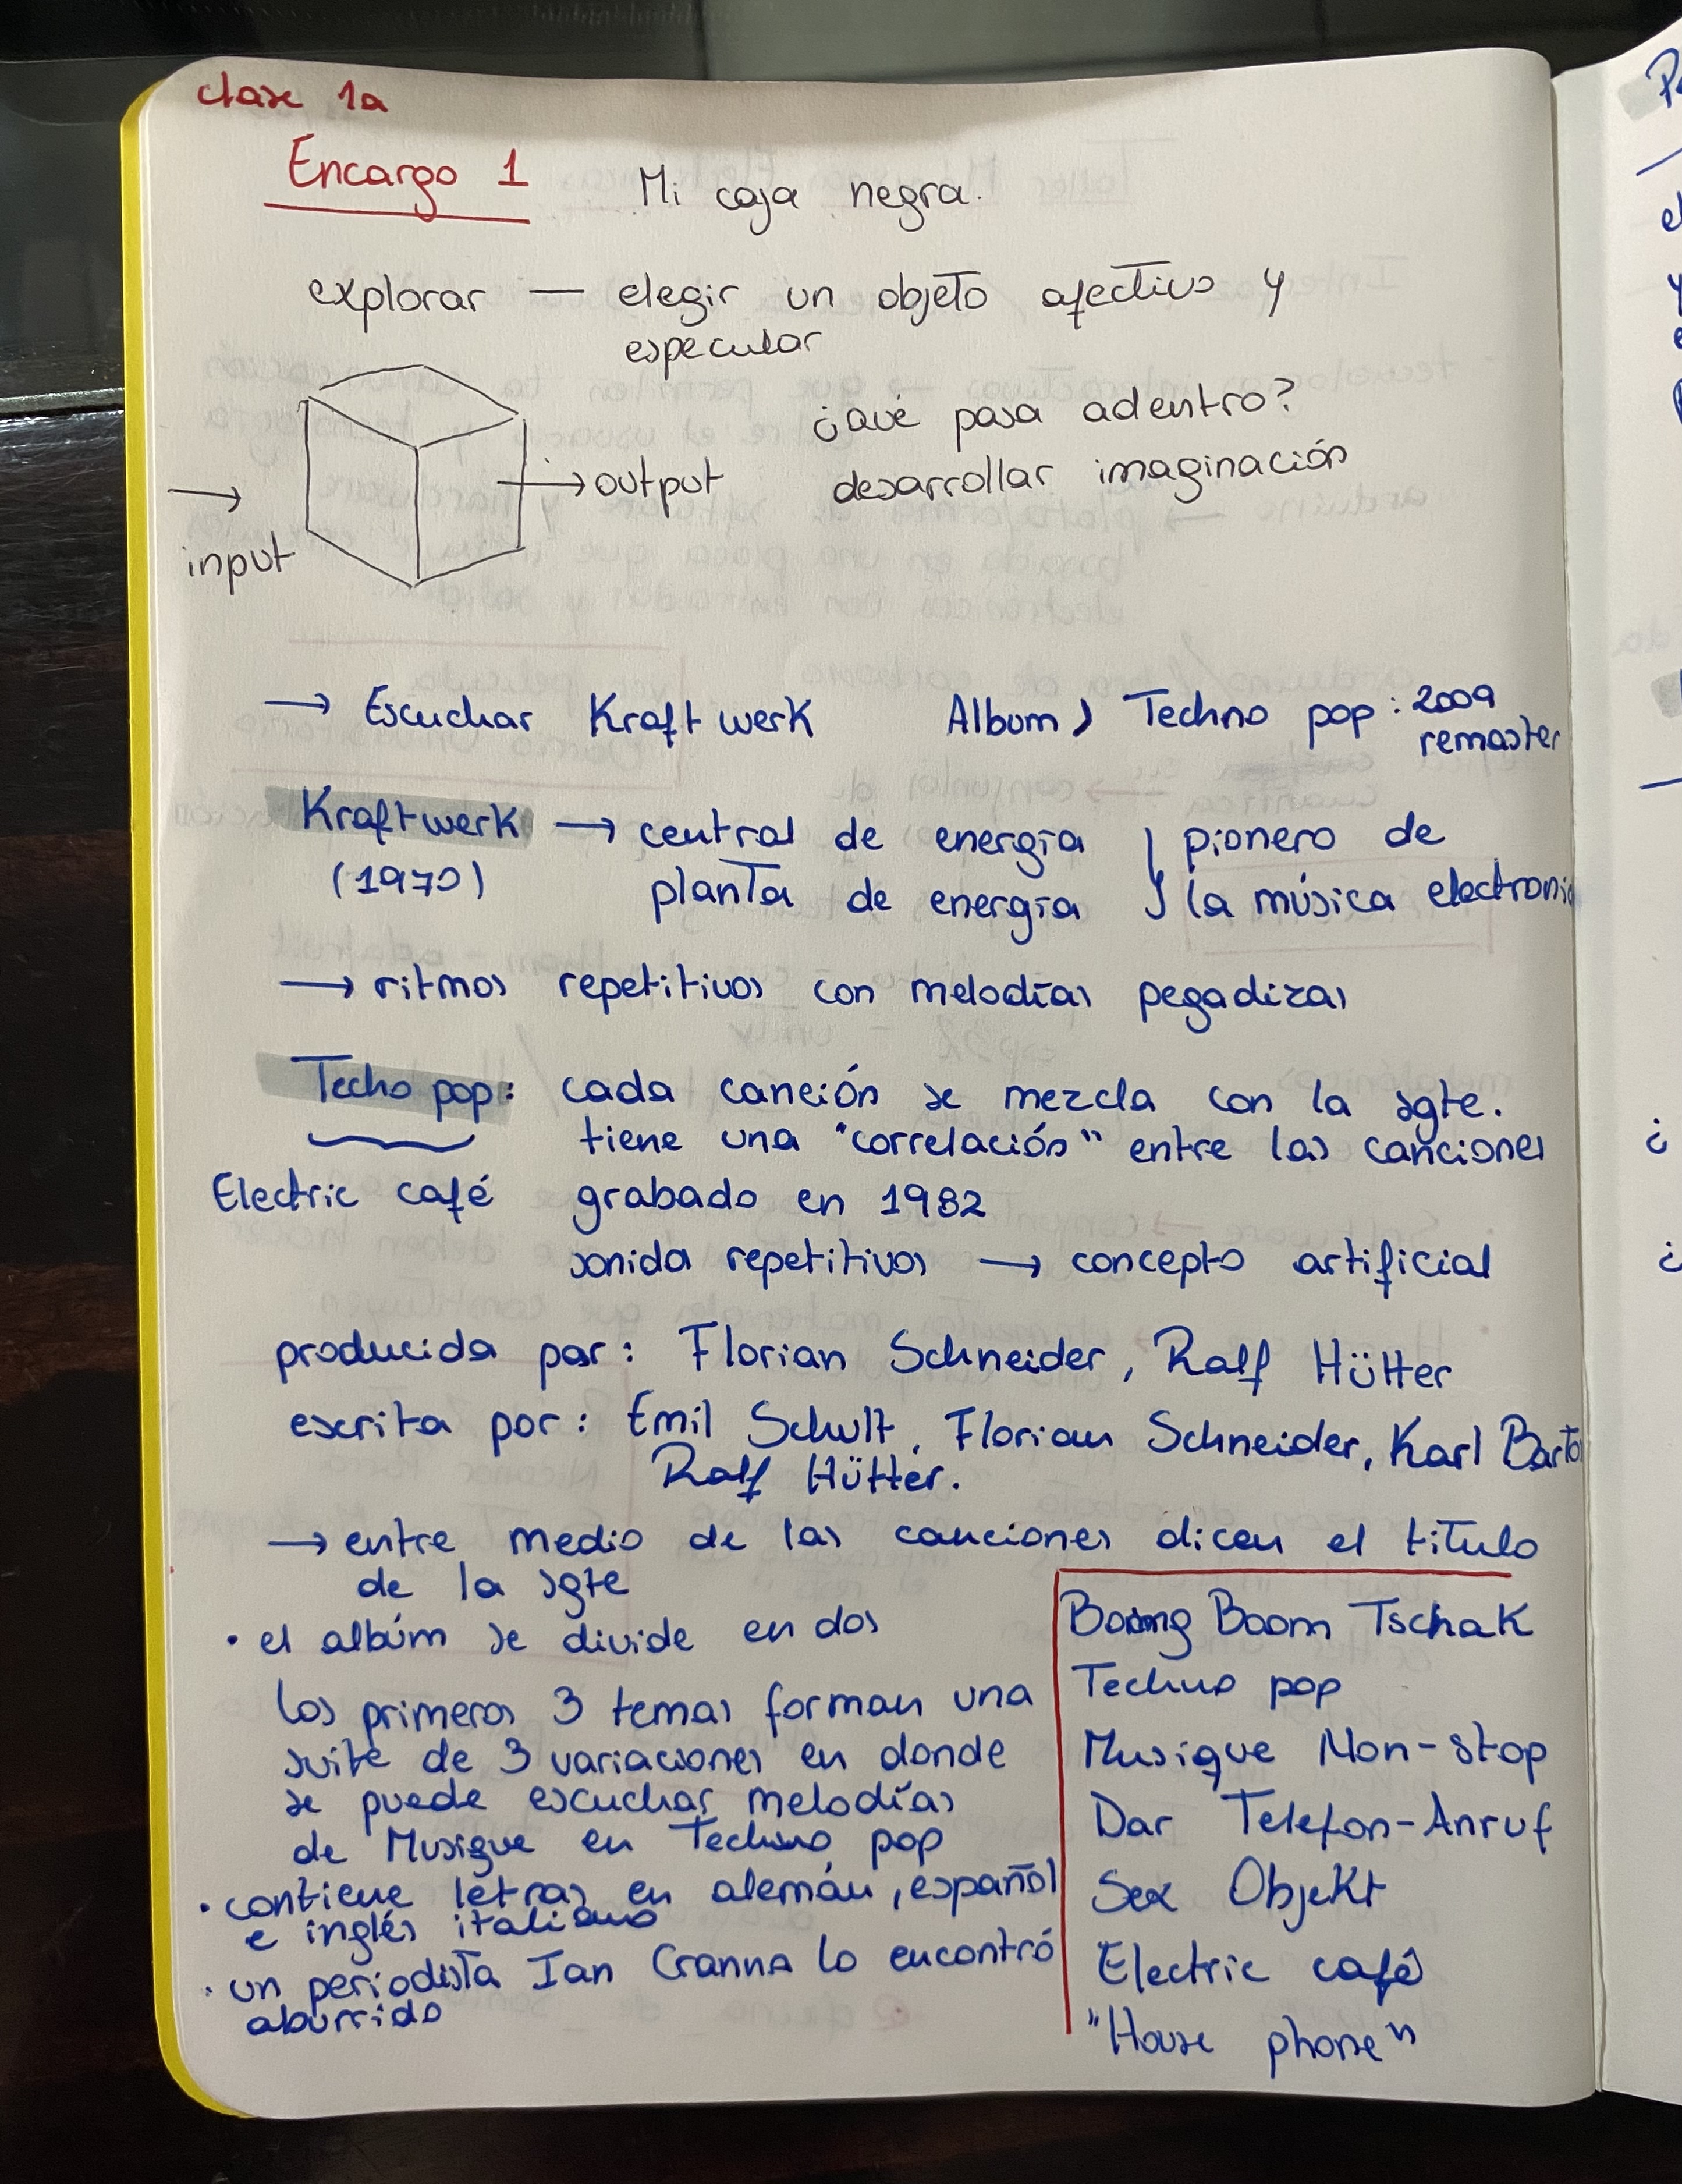 clase 1a
Encargo 1 Mi caja negra.
explorar — elegir un objeto afectivo y
especular
¿qué pasa adentro?
→ output desarrollar imaginación
→
input
→ Escuchar Kraftwerk Album) Techno pop: 2009
remaster
Kraftwerk → central de energía } pionero de
(1970) planta de energía la música electronic
→ ritmos repetitivos con melodías pegadizas
Techo pop: cada canción se mezcla con la sgte.
tiene una "correlación" entre las canciones
Electric café grabado en 1982
sonida repetitivos → concepto artificial
producida por: Florian Schneider, Ralf Hütter
escrita por: Emil Schult, Florian Schneider, Karl Barto
Ralf Hütter.
→ entre medio de las canciones dicen el titulo
de la sgte
• el albúm se divide en dos
Los primeros 3 temas forman una
suite de 3 variaciones en donde
se puede escuchar melodías
de Musique en Techno pop
• contiene letras en alemán, español
e inglés italiano
• un periodista Ian Cranna lo encontró
aburrido
Boing Boom Tschak
Techno pop
Musique Non-stop
Dar Telefon-Anruf
Sex Objekt
Electric café
"House phone"